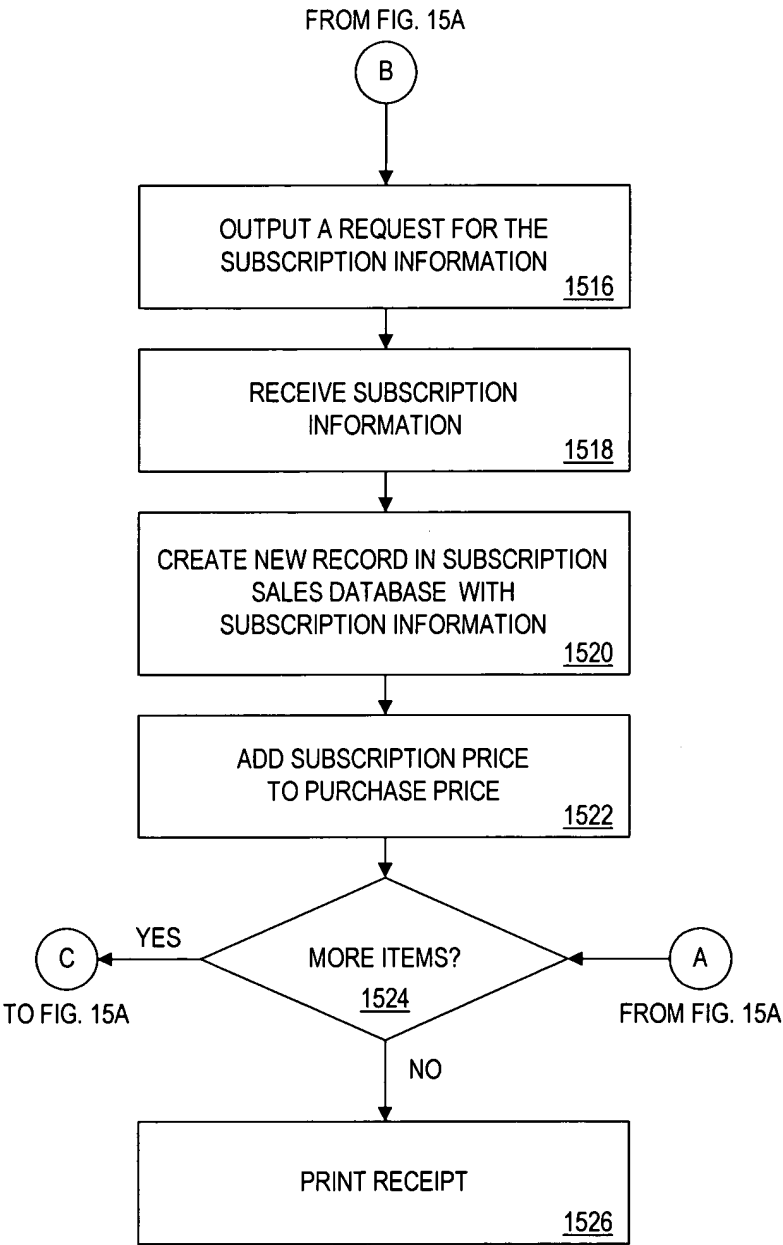 FROM FIG. 15A
B
OUTPUT A REQUEST FOR THE
SUBSCRIPTION INFORMATION
1516
RECEIVE SUBSCRIPTION
INFORMATION
1518
CREATE NEW RECORD IN SUBSCRIPTION
SALES DATABASE WITH
SUBSCRIPTION INFORMATION
1520
ADD SUBSCRIPTION PRICE
TO PURCHASE PRICE
1522
YES
C
MORE ITEMS?
A
1524
TO FIG. 15A
FROM FIG. 15A
NO
PRINT RECEIPT
1526